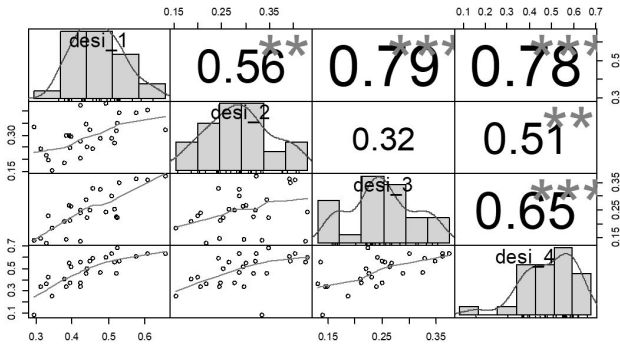 0.15 0.25 0.35 0.1 0.2 0.3 0.4 0.5 0.6 0.7
desi_1 0.56 ** 0.79 *** 0.78 *** 0.3 0.5
0.15 0.30 desi_2 0.32 0.51 **
desi_3 0.65 *** 0.15 0.25 0.35
0.1 0.3 0.5 0.7 desi_4
0.3 0.4 0.5 0.6 0.15 0.25 0.35